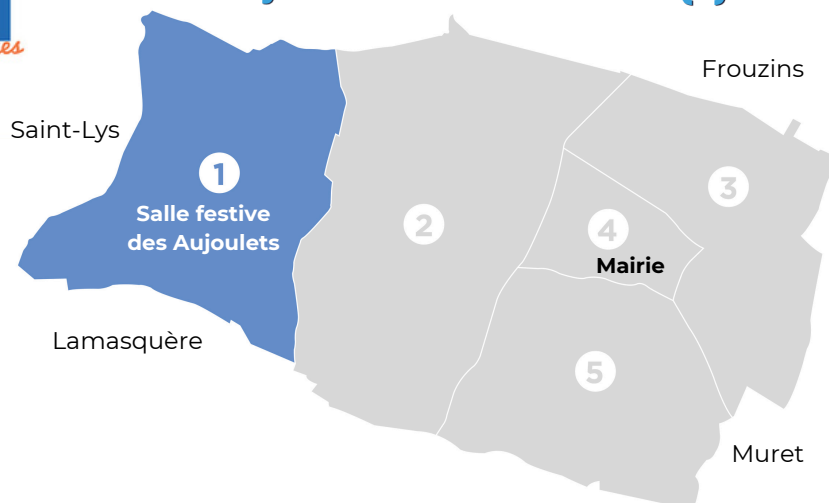 Frouzins
Saint-Lys
1
Salle festive
des Aujoulets
2
3
4
Mairie
Lamasquère
5
Muret